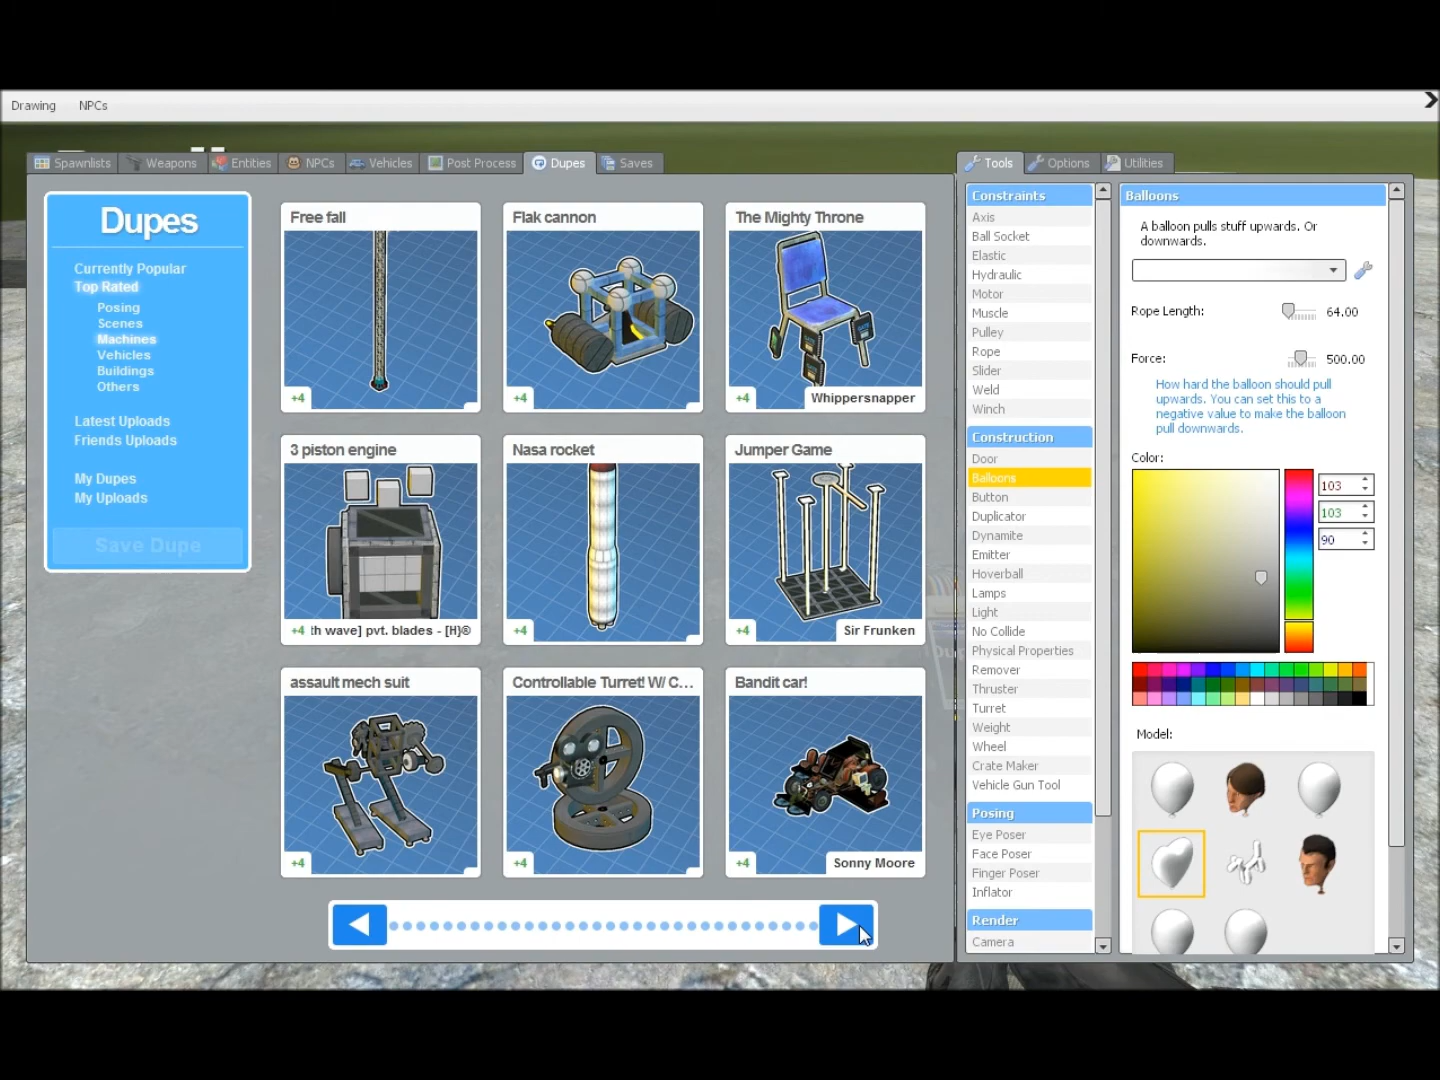 Drawing NPCs
Spawnlists Weapons Entities NPCs Vehicles Post Process Dupes Saves
Dupes
Currently Popular
Top Rated
Posing
Scenes
Machines
Vehicles
Buildings
Others
Latest Uploads
Friends Uploads
My Dupes
My Uploads
Save Dupe
Free fall
+4
Flak cannon
+4
The Mighty Throne
+4 Whippersnapper
3 piston engine
+4 th wave] pvt. blades - [H]®
Nasa rocket
+4
Jumper Game
+4 Sir Frunken
assault mech suit
+4
Controllable Turret! W/ C...
+4
Bandit car!
+4 Sonny Moore
Tools Options Utilities
Constraints
Axis
Ball Socket
Elastic
Hydraulic
Motor
Muscle
Pulley
Rope
Slider
Weld
Winch
Construction
Door
Balloons
Button
Duplicator
Dynamite
Emitter
Hoverball
Lamps
Light
No Collide
Physical Properties
Remover
Thruster
Turret
Weight
Wheel
Crate Maker
Vehicle Gun Tool
Posing
Eye Poser
Face Poser
Finger Poser
Inflator
Render
Camera
Balloons
A balloon pulls stuff upwards. Or
downwards.
Rope Length: 64.00
Force: 500.00
How hard the balloon should pull
upwards. You can set this to a
negative value to make the balloon
pull downwards.
Color:
103
103
90
Model: